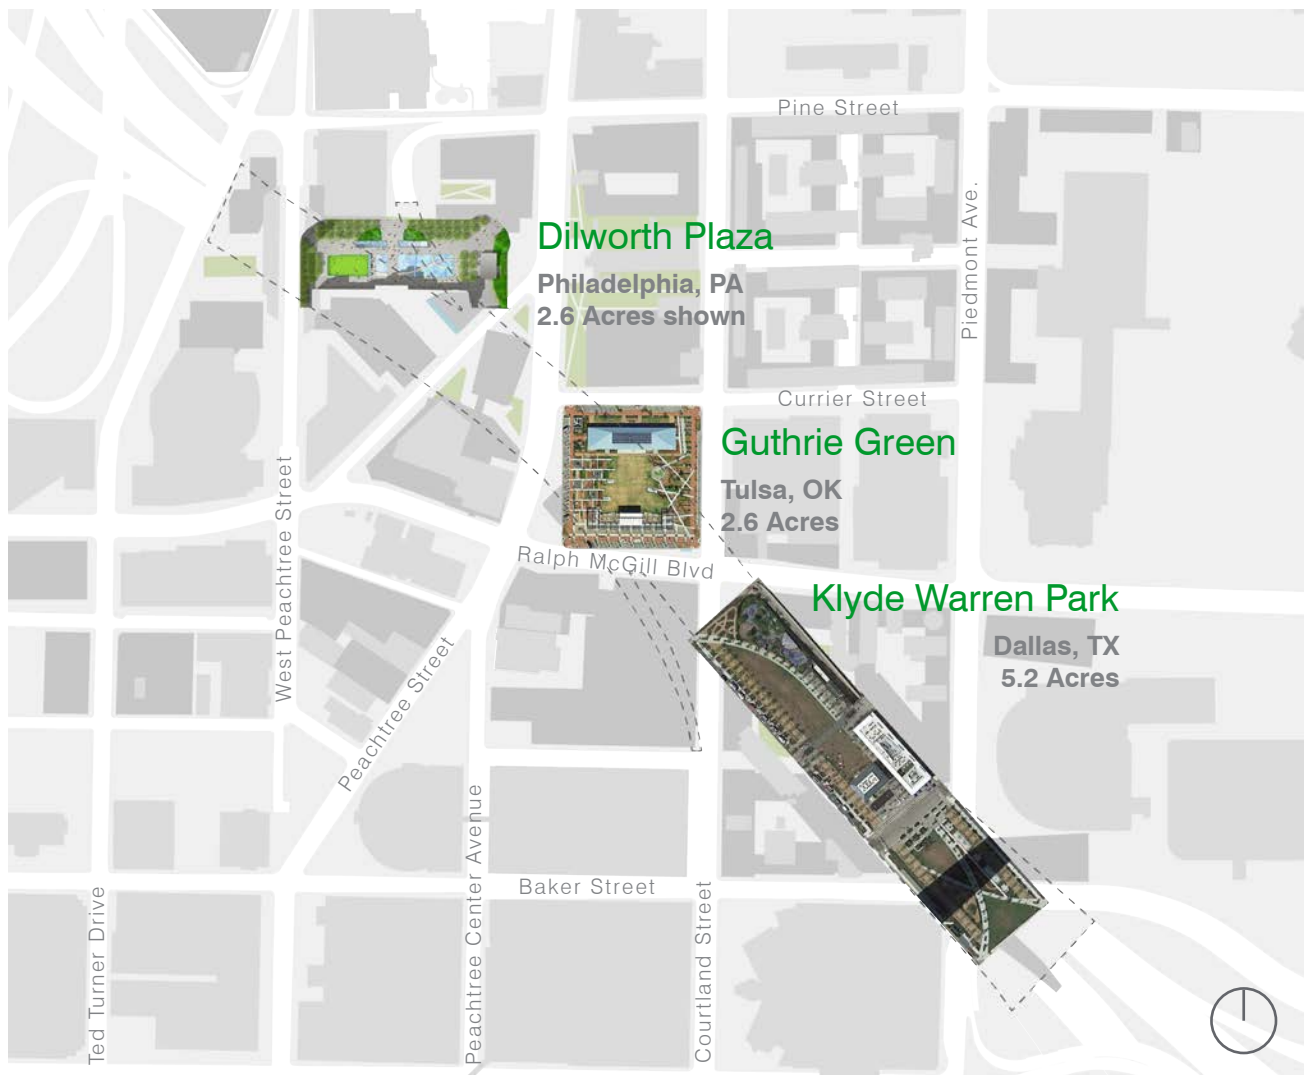 Pine Street
Dilworth Plaza
Philadelphia, PA
2.6 Acres shown
Piedmont Ave.
Currier Street
Guthrie Green
Tulsa, OK
2.6 Acres
West Peachtree Street
Ralph McGill Blvd
Klyde Warren Park
Dallas, TX
5.2 Acres
Peachtree Street
Peachtree Center Avenue
Baker Street
Courtland Street
Ted Turner Drive